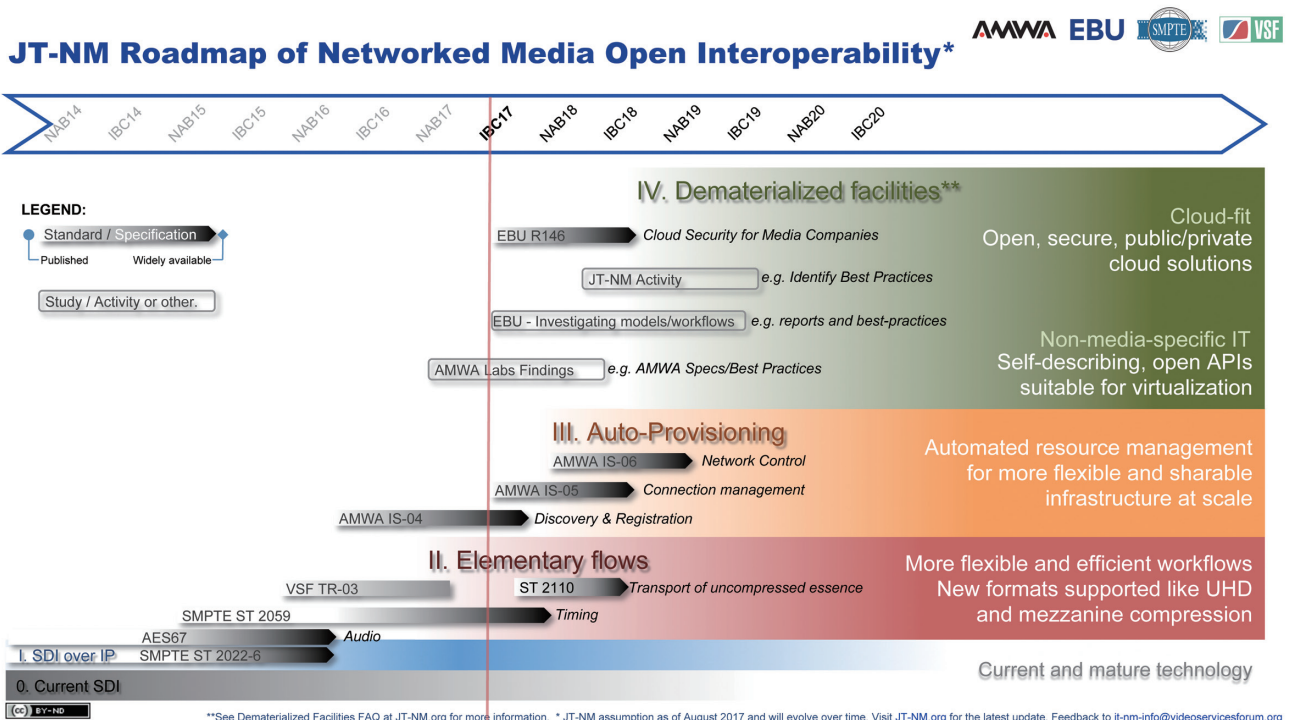 JT-NM Roadmap of Networked Media Open Interoperability*
AMWA EBU SMPTE VSF
NAB14 IBC14 NAB15 IBC15 NAB16 IBC16 NAB17 IBC17 NAB18 IBC18 NAB19 IBC19 NAB20 IBC20
LEGEND:
Standard / Specification
Published Widely available
Study / Activity or other.
IV. Dematerialized facilities**
EBU R146 Cloud Security for Media Companies
JT-NM Activity e.g. Identify Best Practices
EBU - Investigating models/workflows e.g. reports and best-practices
AMWA Labs Findings e.g. AMWA Specs/Best Practices
Cloud-fit
Open, secure, public/private
cloud solutions
Non-media-specific IT
Self-describing, open APIs
suitable for virtualization
III. Auto-Provisioning
AMWA IS-06 Network Control
AMWA IS-05 Connection management
AMWA IS-04 Discovery & Registration
Automated resource management
for more flexible and sharable
infrastructure at scale
II. Elementary flows
VSF TR-03 ST 2110 Transport of uncompressed essence
SMPTE ST 2059 Timing
AES67 Audio
More flexible and efficient workflows
New formats supported like UHD
and mezzanine compression
I. SDI over IP SMPTE ST 2022-6
0. Current SDI
Current and mature technology
(cc) BY-ND
**See Dematerialized Facilities FAQ at JT-NM.org for more information. * JT-NM assumption as of August 2017 and will evolve over time. Visit JT-NM.org for the latest update. Feedback to jt-nm-info@videoservicesforum.org